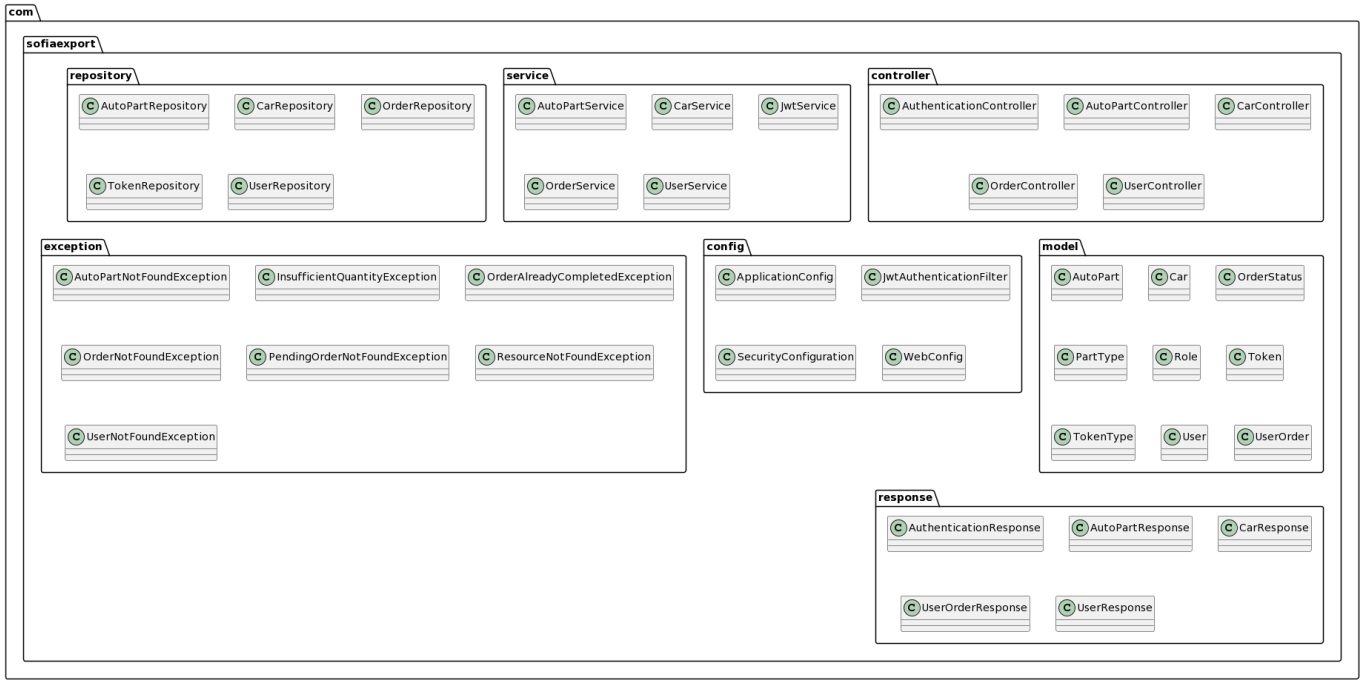 com
sofiaexport
repository
C AutoPartRepository
C CarRepository
C OrderRepository
C TokenRepository
C UserRepository
service
C AutoPartService
C CarService
C JwtService
C OrderService
C UserService
controller
C AuthenticationController
C AutoPartController
C CarController
C OrderController
C UserController
exception
C AutoPartNotFoundException
C InsufficientQuantityException
C OrderAlreadyCompletedException
C OrderNotFoundException
C PendingOrderNotFoundException
C ResourceNotFoundException
C UserNotFoundException
config
C ApplicationConfig
C JwtAuthenticationFilter
C SecurityConfiguration
C WebConfig
model
C AutoPart
C Car
C OrderStatus
C PartType
C Role
C Token
C TokenType
C User
C UserOrder
response
C AuthenticationResponse
C AutoPartResponse
C CarResponse
C UserOrderResponse
C UserResponse